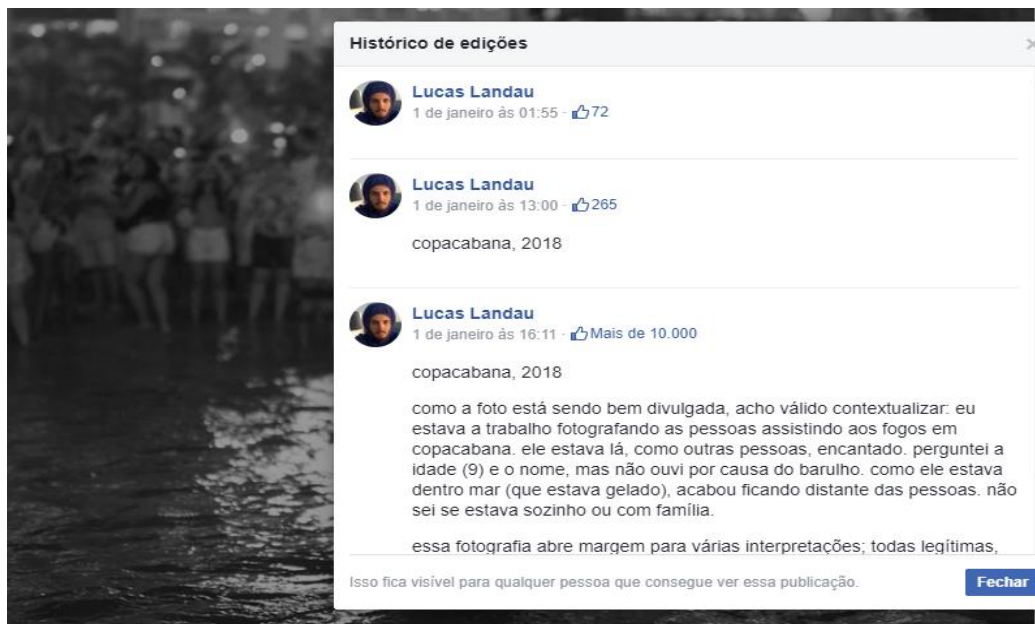 Histórico de edições
Lucas Landau
1 de janeiro às 01:55 · 72
Lucas Landau
1 de janeiro às 13:00 · 265
copacabana, 2018
Lucas Landau
1 de janeiro às 16:11 · Mais de 10.000
copacabana, 2018
como a foto está sendo bem divulgada, acho válido contextualizar: eu
estava a trabalho fotografando as pessoas assistindo aos fogos em
copacabana. ele estava lá, como outras pessoas, encantado. perguntei a
idade (9) e o nome, mas não ouvi por causa do barulho. como ele estava
dentro mar (que estava gelado), acabou ficando distante das pessoas. não
sei se estava sozinho ou com família.
essa fotografia abre margem para várias interpretações; todas legítimas,
Isso fica visível para qualquer pessoa que consegue ver essa publicação.
Fechar